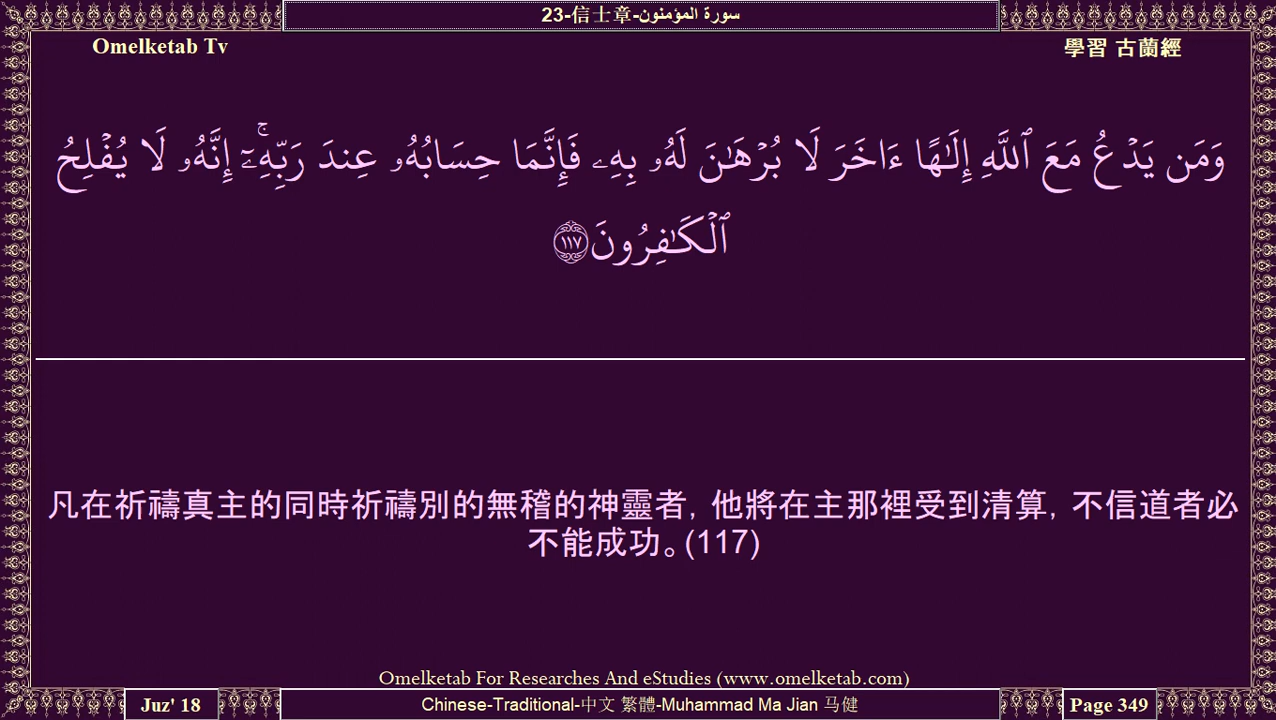 23-信士章-سورة المؤمنون
Omelketab Tv
學習 古蘭經
وَمَن يَدۡعُ مَعَ ٱللَّهِ إِلَٰهًا ءَاخَرَ لَا بُرۡهَٰنَ لَهُۥ بِهِۦ فَإِنَّمَا حِسَابُهُۥ عِندَ رَبِّهِۦٓۚ إِنَّهُۥ لَا يُفۡلِحُ
ٱلۡكَٰفِرُونَ ١١٧
凡在祈禱真主的同時祈禱別的無稽的神靈者, 他將在主那裡受到清算, 不信道者必
不能成功。(117)
Omelketab For Researches And eStudies (www.omelketab.com)
Juz' 18
Chinese-Traditional-中文 繁體-Muhammad Ma Jian 马健
Page 349